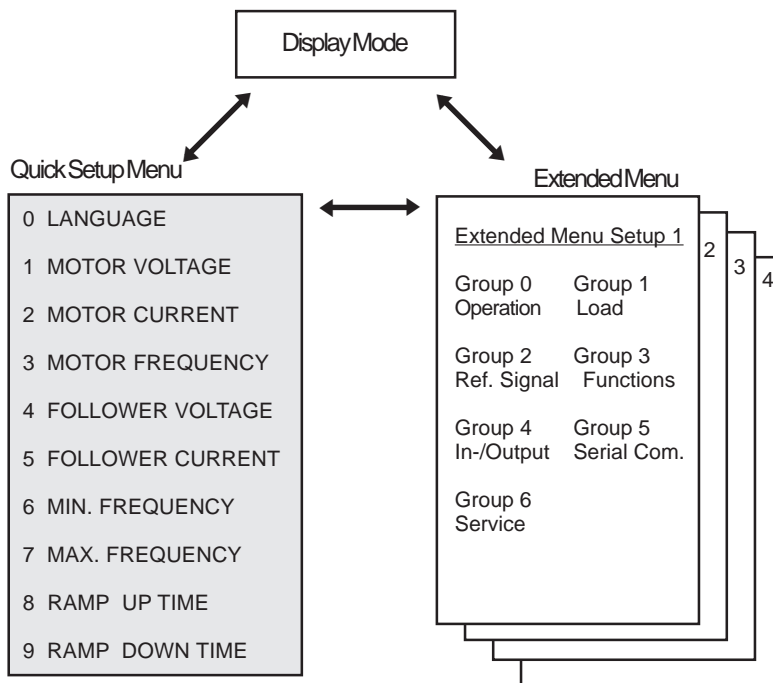 Display Mode
Quick Setup Menu
0 LANGUAGE
1 MOTOR VOLTAGE
2 MOTOR CURRENT
3 MOTOR FREQUENCY
4 FOLLOWER VOLTAGE
5 FOLLOWER CURRENT
6 MIN. FREQUENCY
7 MAX. FREQUENCY
8 RAMP UP TIME
9 RAMP DOWN TIME
Extended Menu
Extended Menu Setup 1
Group 0 Group 1
Operation Load
Group 2 Group 3
Ref. Signal Functions
Group 4 Group 5
In-/Output Serial Com.
Group 6
Service
2
3
4